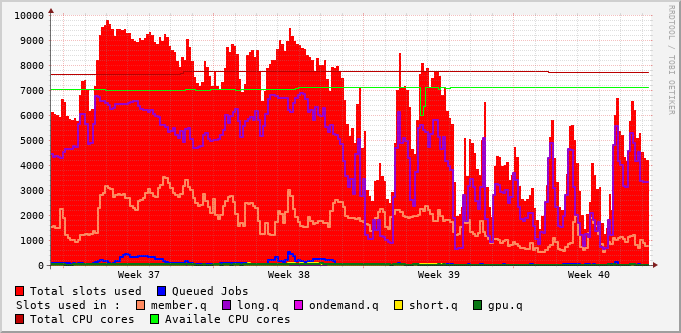 10000
9000
8000
7000
6000
5000
4000
3000
2000
1000
0
Week 37 Week 38 Week 39 Week 40
Total slots used Queued Jobs
Slots used in : member.q long.q ondemand.q short.q gpu.q
Total CPU cores Availale CPU cores
RRDTOOL / TOBI OETIKER